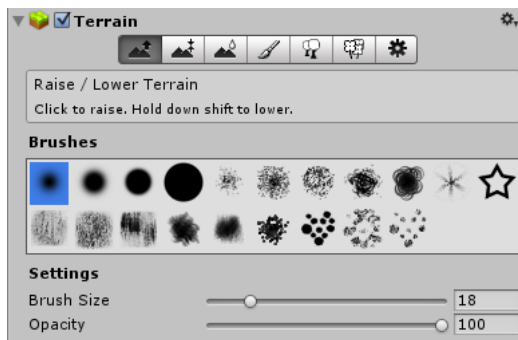 Terrain
Raise / Lower Terrain
Click to raise. Hold down shift to lower.
Brushes
Settings
Brush Size 18
Opacity 100